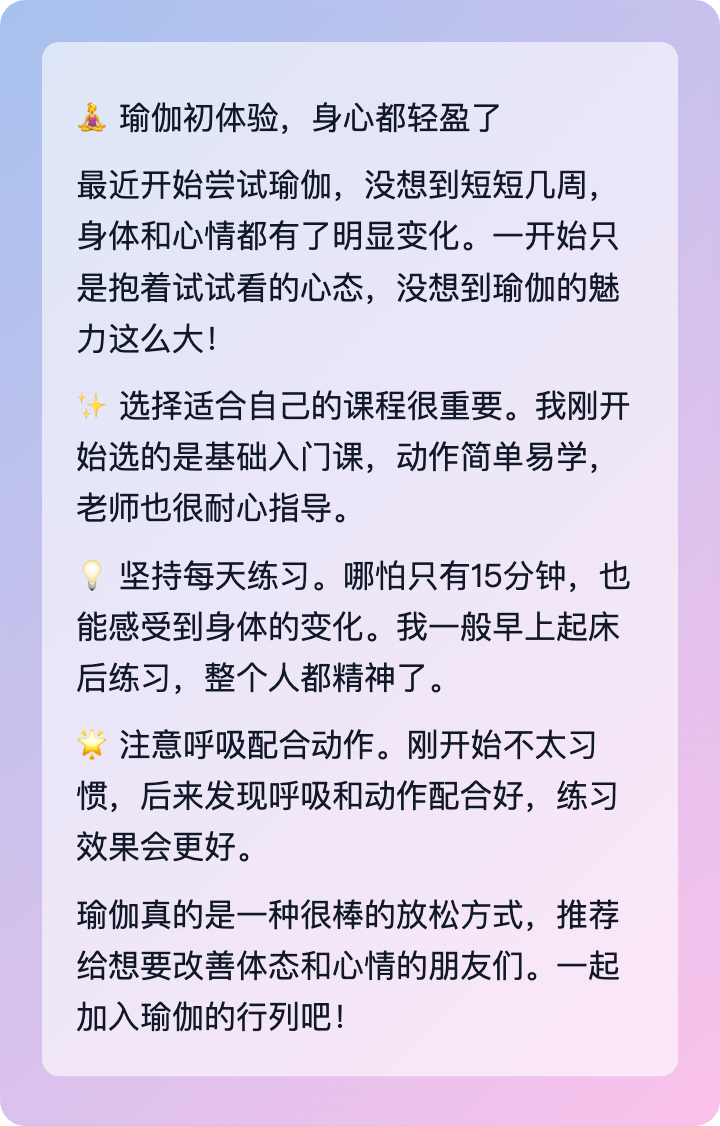 🧘‍♀️ 瑜伽初体验，身心都轻盈了
最近开始尝试瑜伽，没想到短短几周，
身体和心情都有了明显变化。一开始只
是抱着试试看的心态，没想到瑜伽的魅
力这么大！
✨ 选择适合自己的课程很重要。我刚开
始选的是基础入门课，动作简单易学，
老师也很耐心指导。
💡 坚持每天练习。哪怕只有15分钟，也
能感受到身体的变化。我一般早上起床
后练习，整个人都精神了。
🌟 注意呼吸配合动作。刚开始不太习
惯，后来发现呼吸和动作配合好，练习
效果会更好。
瑜伽真的是一种很棒的放松方式，推荐
给想要改善体态和心情的朋友们。一起
加入瑜伽的行列吧！